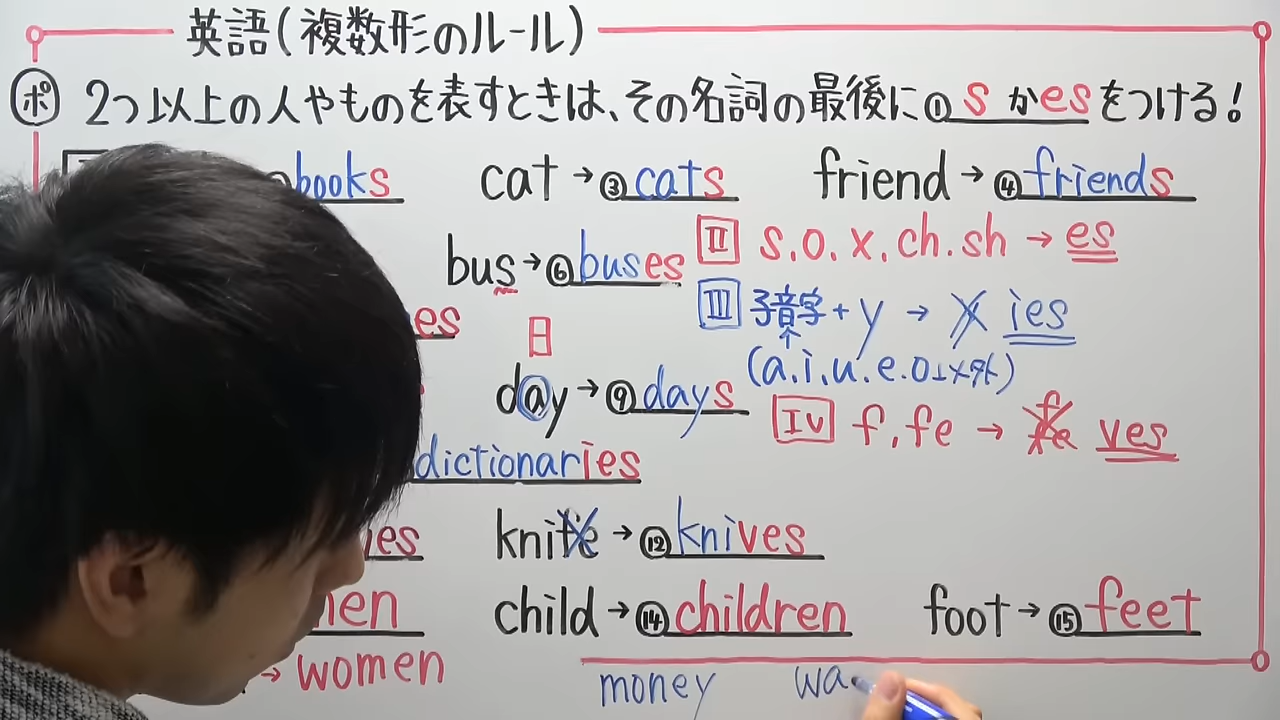 英語(複数形のルール)
ポ 2つ以上の人やものを表すときは、その名詞の最後に① s か es をつける!
books cat → ③ cats friend → ④ friends
bus → ⑥ buses Ⅱ s.o.x.ch.sh → es
es 日 Ⅲ 子音字 + y → y ies
↑
(a.i.u.e.o以外)
day → ⑨ days Ⅳ f.fe → f fe ves
dictionaries
knife → ⑫ knives
ies
men child → ⑭ children foot → ⑮ feet
→ women money wa